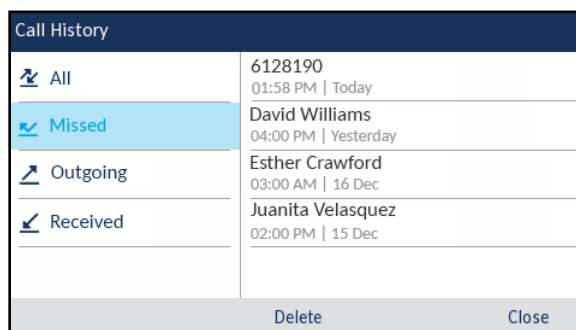 Call History
All
Missed
Outgoing
Received
6128190
01:58 PM | Today
David Williams
04:00 PM | Yesterday
Esther Crawford
03:00 AM | 16 Dec
Juanita Velasquez
02:00 PM | 15 Dec
Delete
Close